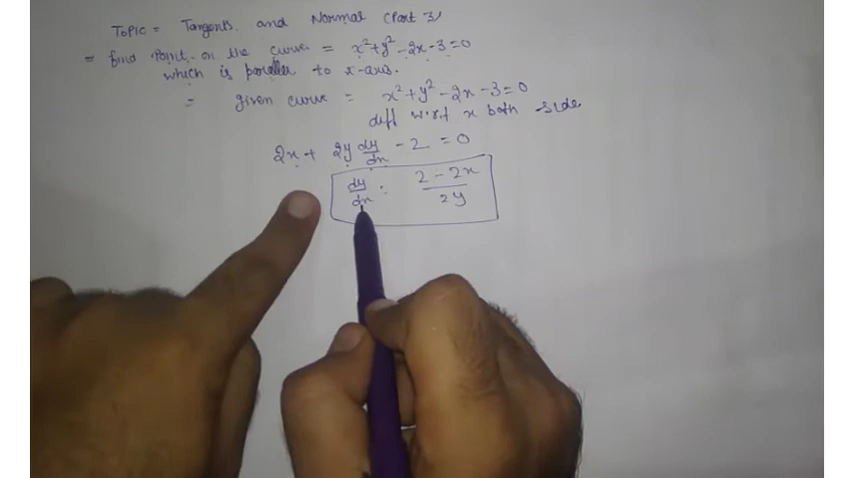 TOPIC = Tangents and Normal (Part 3)
= find Point on the curve = x²+y²-2x-3=0
which is parallel to x-axis.
= given curve = x²+y²-2x-3=0
diff w.r.t x both side
2x + 2y dy/dx - 2 = 0
dy/dx : 2-2x/2y